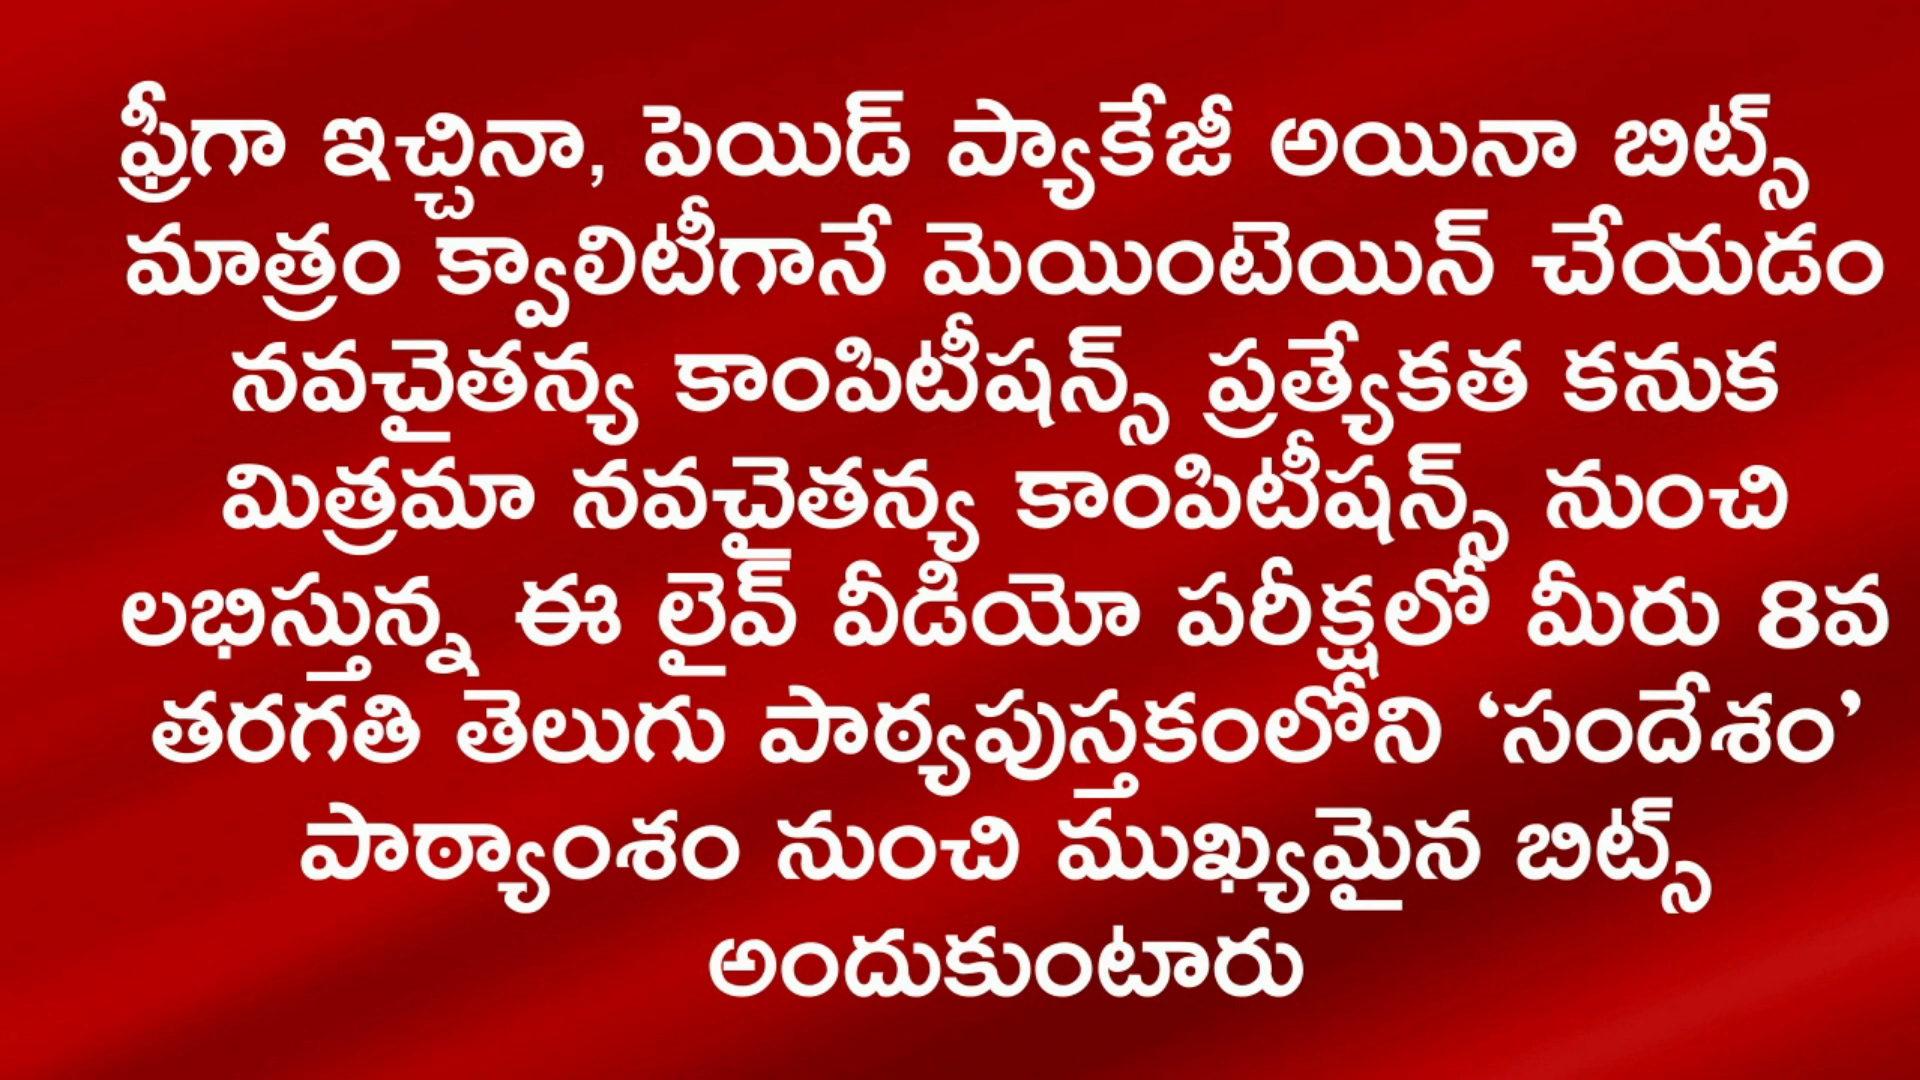 ఫ్రీగా ఇచ్చినా, పెయిడ్ ప్యాకేజీ అయినా బిట్స్
మాత్రం క్వాలిటీగానే మెయింటెయిన్ చేయడం
నవచైతన్య కాంపిటీషన్స్ ప్రత్యేకత కనుక
మిత్రమా నవచైతన్య కాంపిటీషన్స్ నుంచి
లభిస్తున్న ఈ లైవ్ వీడియో పరీక్షలో మీరు 8వ
తరగతి తెలుగు పాఠ్యపుస్తకంలోని ‘సందేశం’
పాఠ్యాంశం నుంచి ముఖ్యమైన బిట్స్
అందుకుంటారు